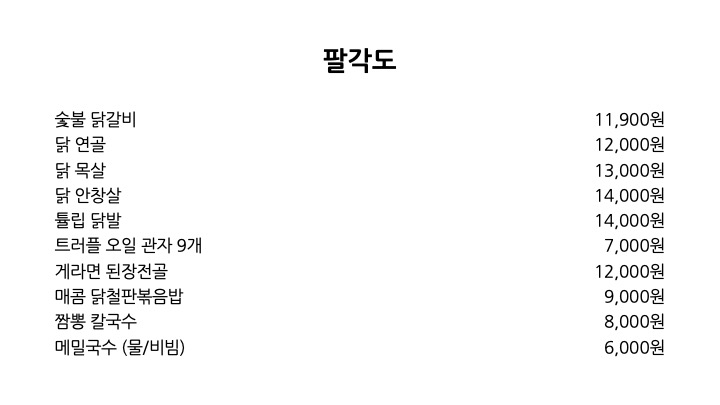 팔각도
숯불 닭갈비 11,900원
닭 연골 12,000원
닭 목살 13,000원
닭 안창살 14,000원
튤립 닭발 14,000원
트러플 오일 관자 9개 7,000원
게라면 된장전골 12,000원
매콤 닭철판볶음밥 9,000원
짬뽕 칼국수 8,000원
메밀국수 (물/비빔) 6,000원